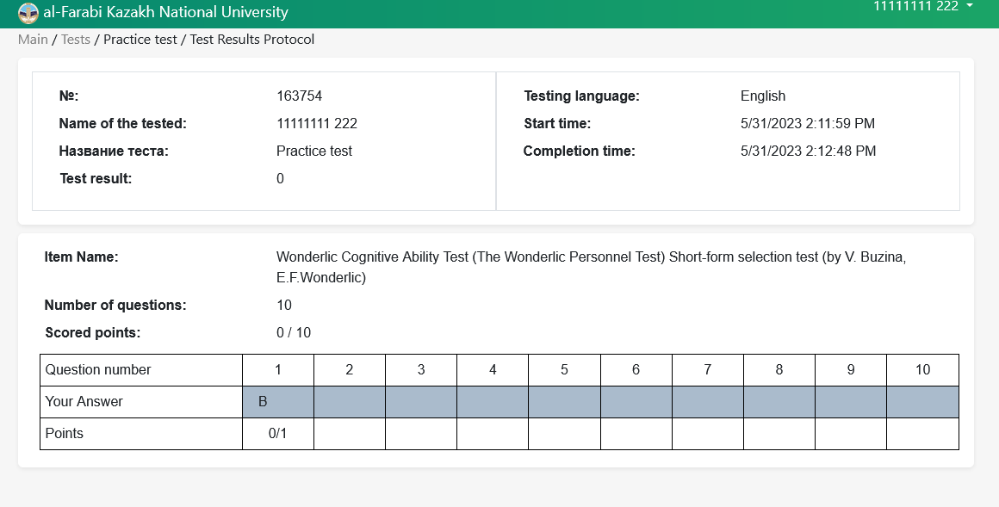 al-Farabi Kazakh National University
11111111 222
Main / Tests / Practice test / Test Results Protocol
№: 163754
Name of the tested: 11111111 222
Название теста: Practice test
Test result: 0
Testing language: English
Start time: 5/31/2023 2:11:59 PM
Completion time: 5/31/2023 2:12:48 PM
Item Name: Wonderlic Cognitive Ability Test (The Wonderlic Personnel Test) Short-form selection test (by V. Buzina,
E.F.Wonderlic)
Number of questions: 10
Scored points: 0 / 10
Question number 1 2 3 4 5 6 7 8 9 10
Your Answer B
Points 0/1